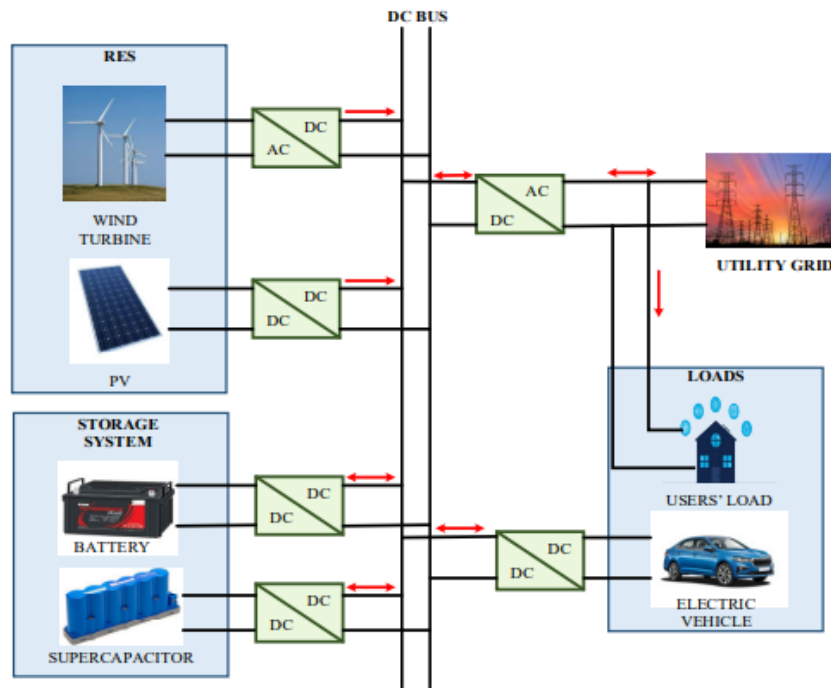 DC BUS
RES
WIND
TURBINE
PV
DC
AC
DC
DC
AC
DC
UTILITY GRID
STORAGE
SYSTEM
BATTERY
SUPERCAPACITOR
DC
DC
DC
DC
DC
DC
LOADS
USERS' LOAD
ELECTRIC
VEHICLE